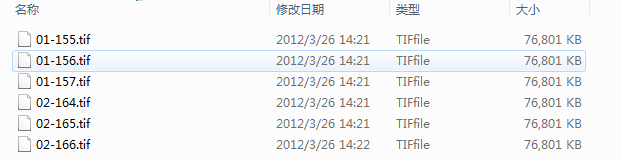 名称 修改日期 类型 大小
01-155.tif 2012/3/26 14:21 TIFfile 76,801 KB
01-156.tif 2012/3/26 14:21 TIFfile 76,801 KB
01-157.tif 2012/3/26 14:21 TIFfile 76,801 KB
02-164.tif 2012/3/26 14:21 TIFfile 76,801 KB
02-165.tif 2012/3/26 14:21 TIFfile 76,801 KB
02-166.tif 2012/3/26 14:22 TIFfile 76,801 KB